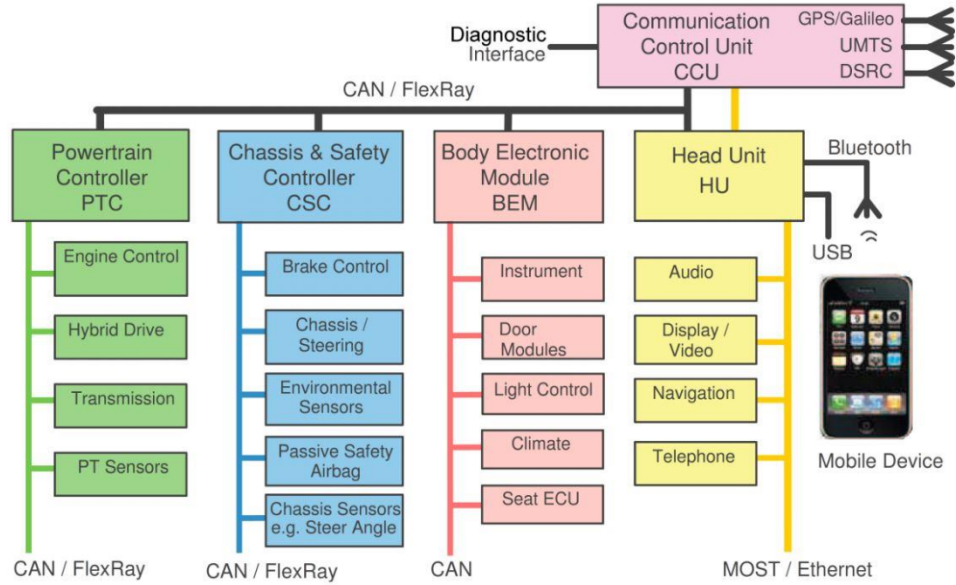 Communication
Control Unit
CCU
GPS/Galileo
UMTS
DSRC
Diagnostic
Interface
CAN / FlexRay
Powertrain
Controller
PTC
Chassis & Safety
Controller
CSC
Body Electronic
Module
BEM
Head Unit
HU
Bluetooth
USB
Engine Control
Hybrid Drive
Transmission
PT Sensors
CAN / FlexRay
Brake Control
Chassis /
Steering
Environmental
Sensors
Passive Safety
Airbag
Chassis Sensors
e.g. Steer Angle
CAN / FlexRay
Instrument
Door
Modules
Light Control
Climate
Seat ECU
CAN
Audio
Display /
Video
Navigation
Telephone
MOST / Ethernet
Mobile Device